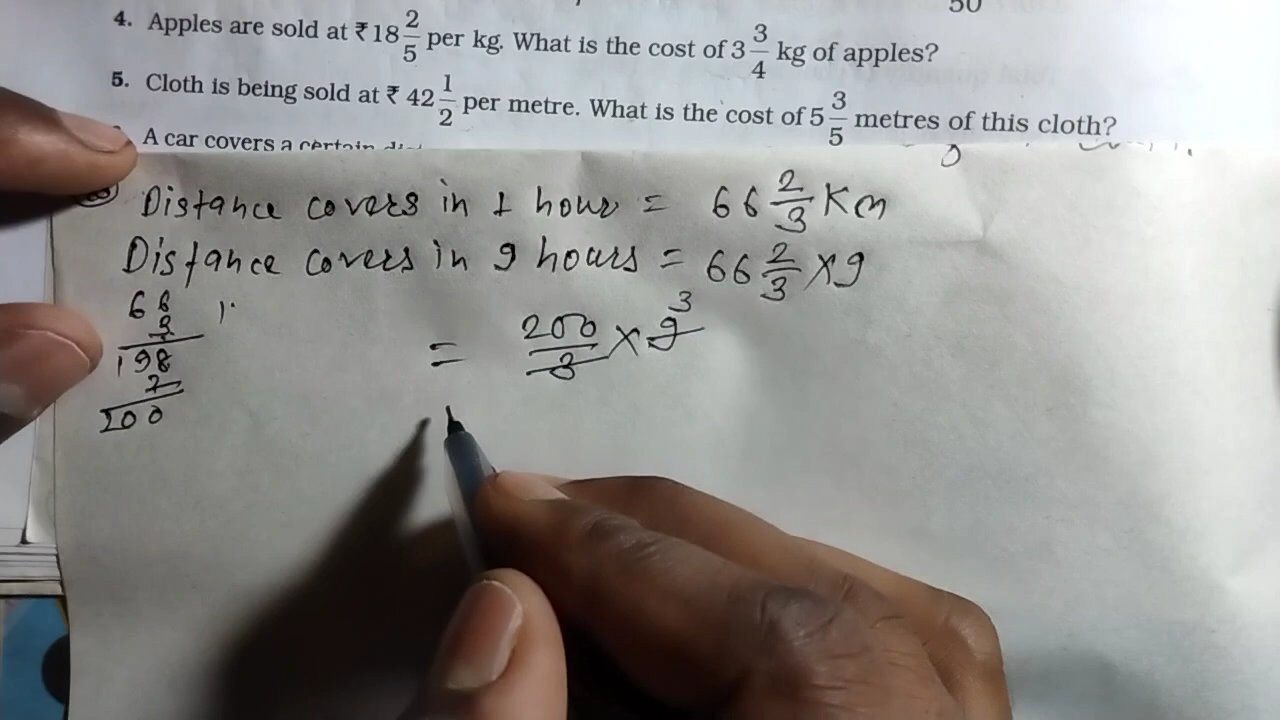 50
4. Apples are sold at ₹ 18 2/5 per kg. What is the cost of 3 3/4 kg of apples?
5. Cloth is being sold at ₹ 42 1/2 per metre. What is the cost of 5 3/5 metres of this cloth?
A car covers a certain
Distance covers in 1 hour = 66 2/3 Km
Distance covers in 9 hours = 66 2/3 × 9
66
3
198
2
200
= 200/3 × 9 3